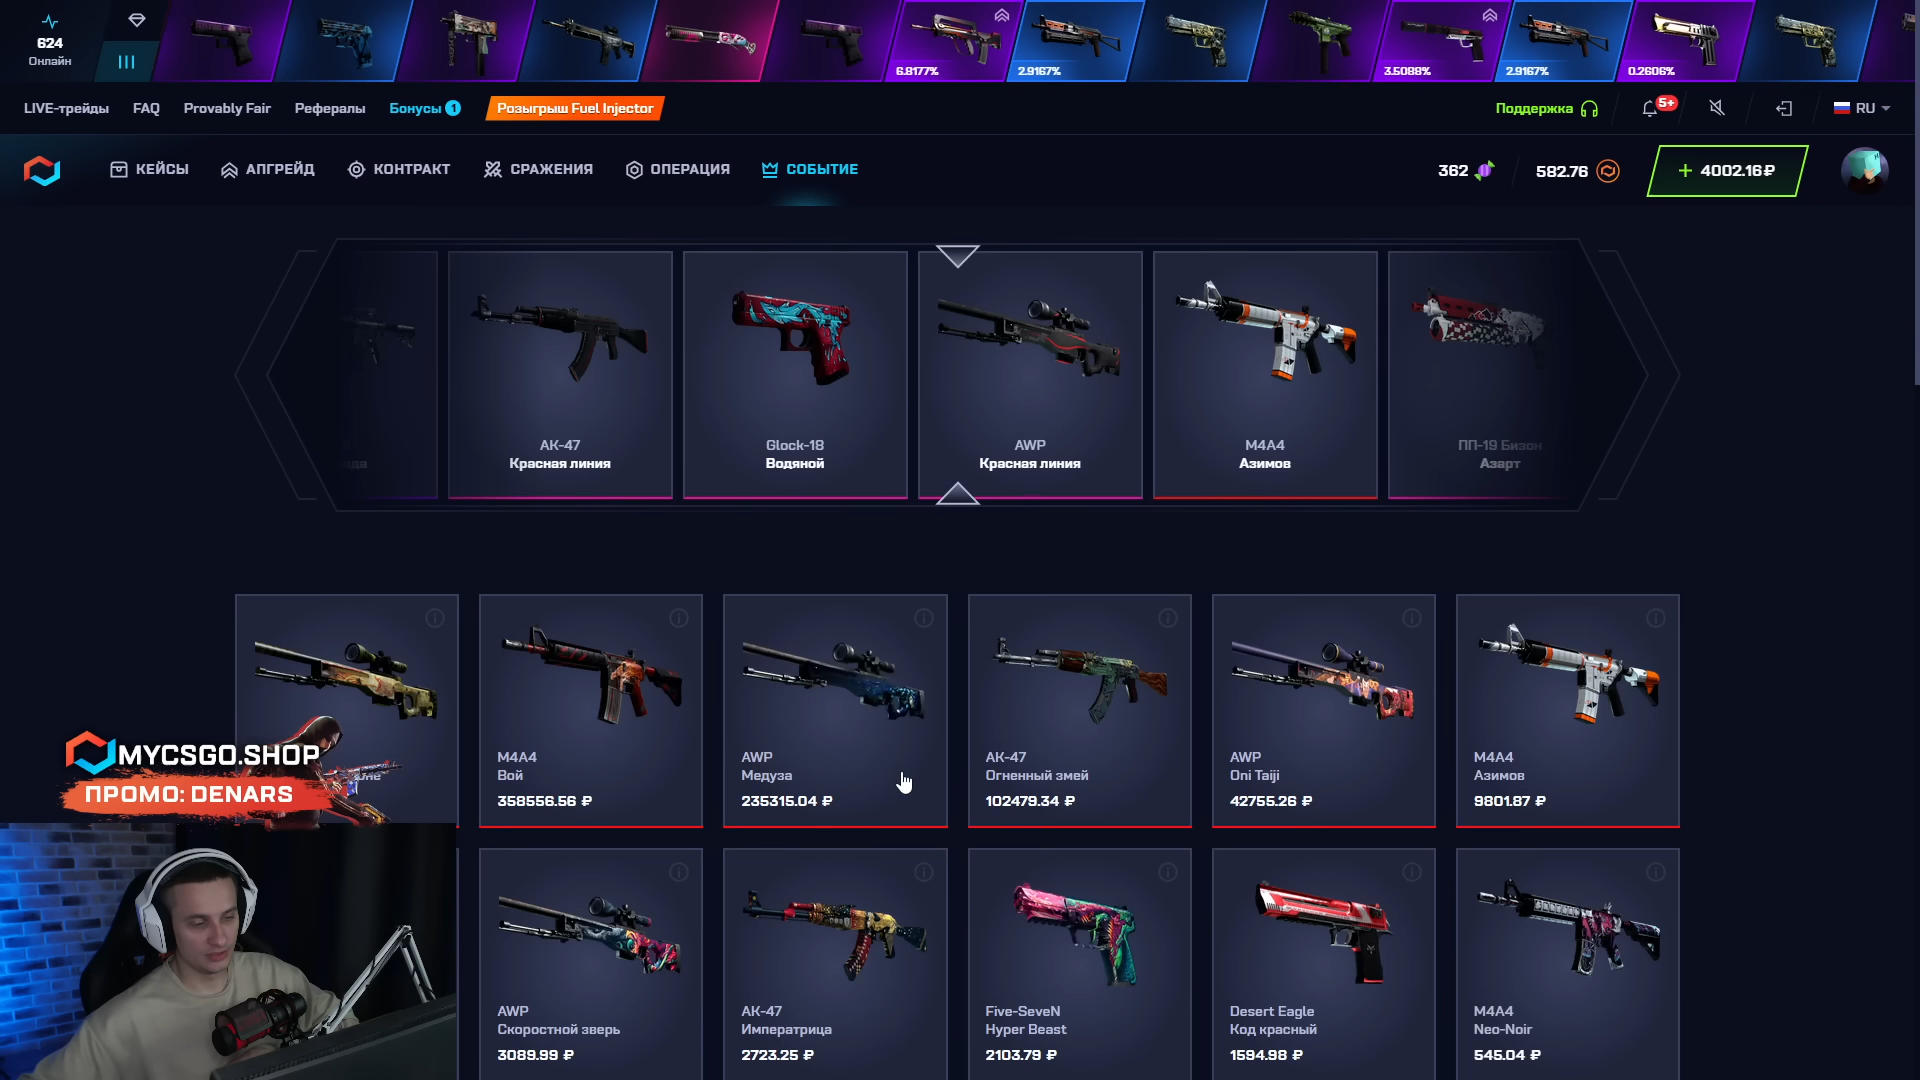 624
Онлайн
6.8177%
2.9167%
3.5088%
2.9167%
0.2606%
LIVE-трейды
FAQ
Provably Fair
Рефералы
Бонусы 1
Розыгрыш Fuel Injector
Поддержка
5+
RU
КЕЙСЫ
АПГРЕЙД
КОНТРАКТ
СРАЖЕНИЯ
ОПЕРАЦИЯ
СОБЫТИЕ
362
582.76
+ 4002.16 ₽
АК-47
Красная линия
Glock-18
Водяной
AWP
Красная линия
M4A4
Азимов
ПП-19 Бизон
Азарт
M4A4
Вой
358556.56 ₽
AWP
Медуза
235315.04 ₽
АК-47
Огненный змей
102479.34 ₽
AWP
Oni Taiji
42755.26 ₽
M4A4
Азимов
9801.87 ₽
MYCSGO.SHOP
ПРОМО: DENARS
AWP
Скоростной зверь
3089.99 ₽
АК-47
Императрица
2723.25 ₽
Five-SeveN
Hyper Beast
2103.79 ₽
Desert Eagle
Код красный
1594.98 ₽
M4A4
Neo-Noir
545.04 ₽